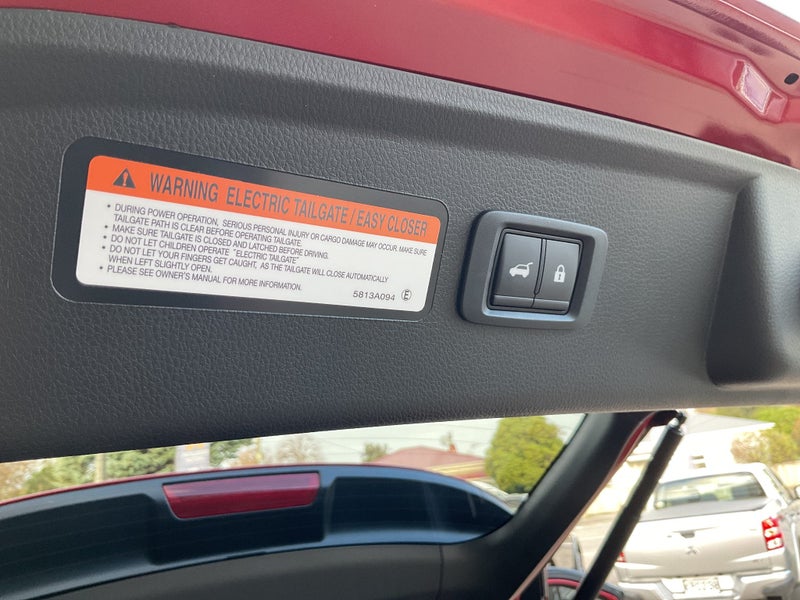 WARNING ELECTRIC TAILGATE / EASY CLOSER
• DURING POWER OPERATION, SERIOUS PERSONAL INJURY OR CARGO DAMAGE MAY OCCUR. MAKE SURE
TAILGATE PATH IS CLEAR BEFORE OPERATING TAILGATE.
• MAKE SURE TAILGATE IS CLOSED AND LATCHED BEFORE DRIVING.
• DO NOT LET CHILDREN OPERATE "ELECTRIC TAILGATE"
• DO NOT LET YOUR FINGERS GET CAUGHT, AS THE TAILGATE WILL CLOSE AUTOMATICALLY
WHEN LEFT SLIGHTLY OPEN.
• PLEASE SEE OWNER'S MANUAL FOR MORE INFORMATION.
5813A094 Ⓔ